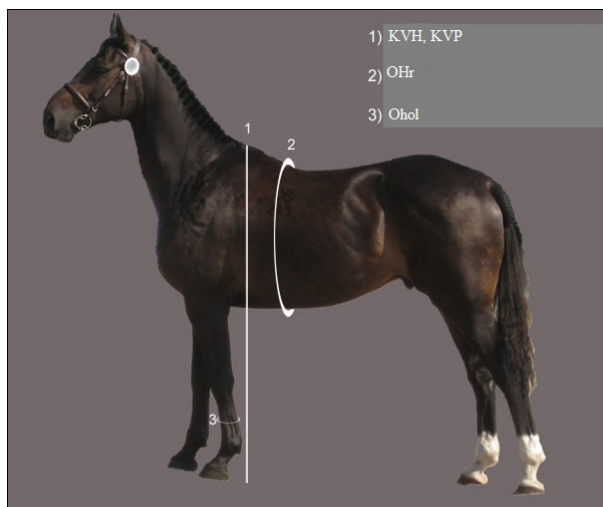 1) KVH, KVP
2) OHr
3) Ohol
1
2
3